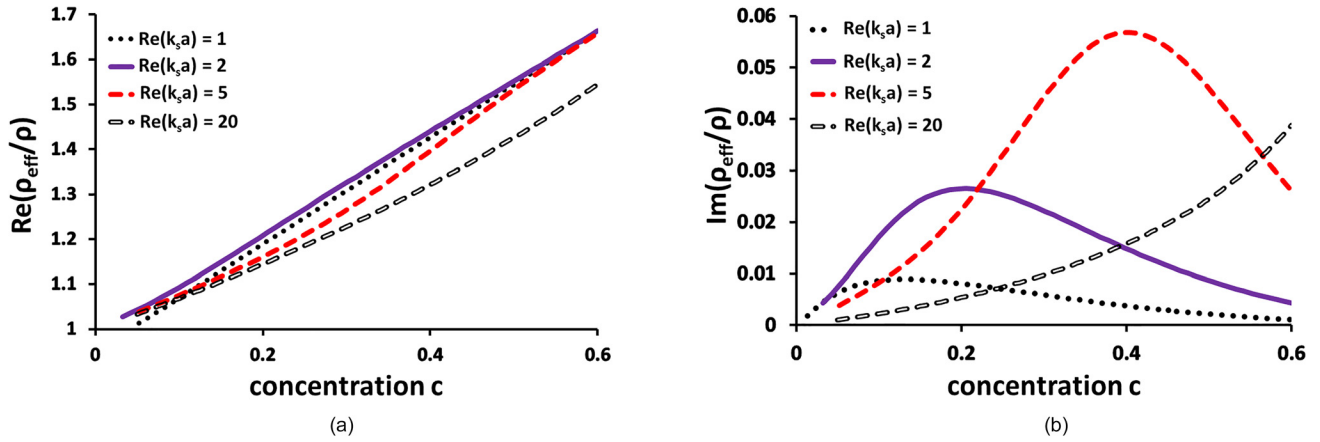 Re(ρeff/ρ)
1.7
1.6
1.5
1.4
1.3
1.2
1.1
1
Re(ksa) = 1
Re(ksa) = 2
Re(ksa) = 5
Re(ksa) = 20
0
0.2
0.4
0.6
concentration c
(a)
Im(ρeff/ρ)
0.06
0.05
0.04
0.03
0.02
0.01
0
Re(ksa) = 1
Re(ksa) = 2
Re(ksa) = 5
Re(ksa) = 20
0
0.2
0.4
0.6
concentration c
(b)